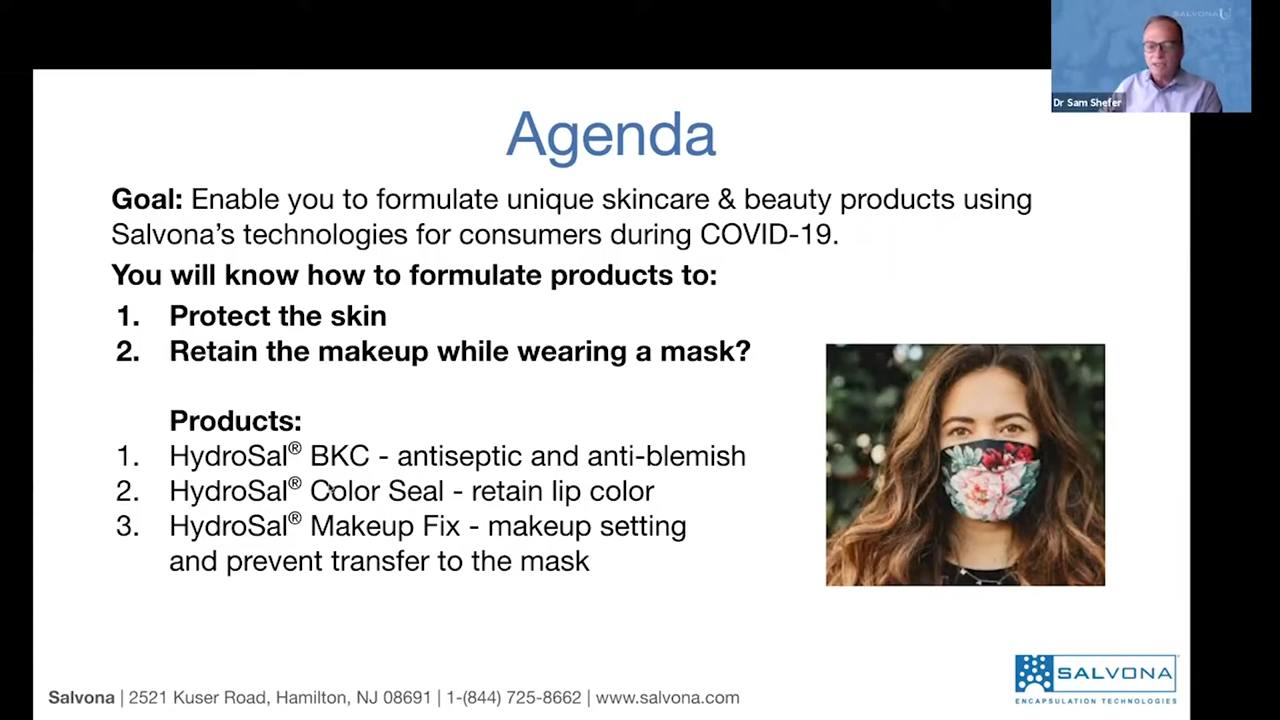 SALVONA U
Dr Sam Shefer
Agenda
Goal: Enable you to formulate unique skincare & beauty products using
Salvona’s technologies for consumers during COVID-19.
You will know how to formulate products to:
1. Protect the skin
2. Retain the makeup while wearing a mask?
Products:
1. HydroSal® BKC - antiseptic and anti-blemish
2. HydroSal® Color Seal - retain lip color
3. HydroSal® Makeup Fix - makeup setting
and prevent transfer to the mask
Salvona | 2521 Kuser Road, Hamilton, NJ 08691 | 1-(844) 725-8662 | www.salvona.com
SALVONA
ENCAPSULATION TECHNOLOGIES